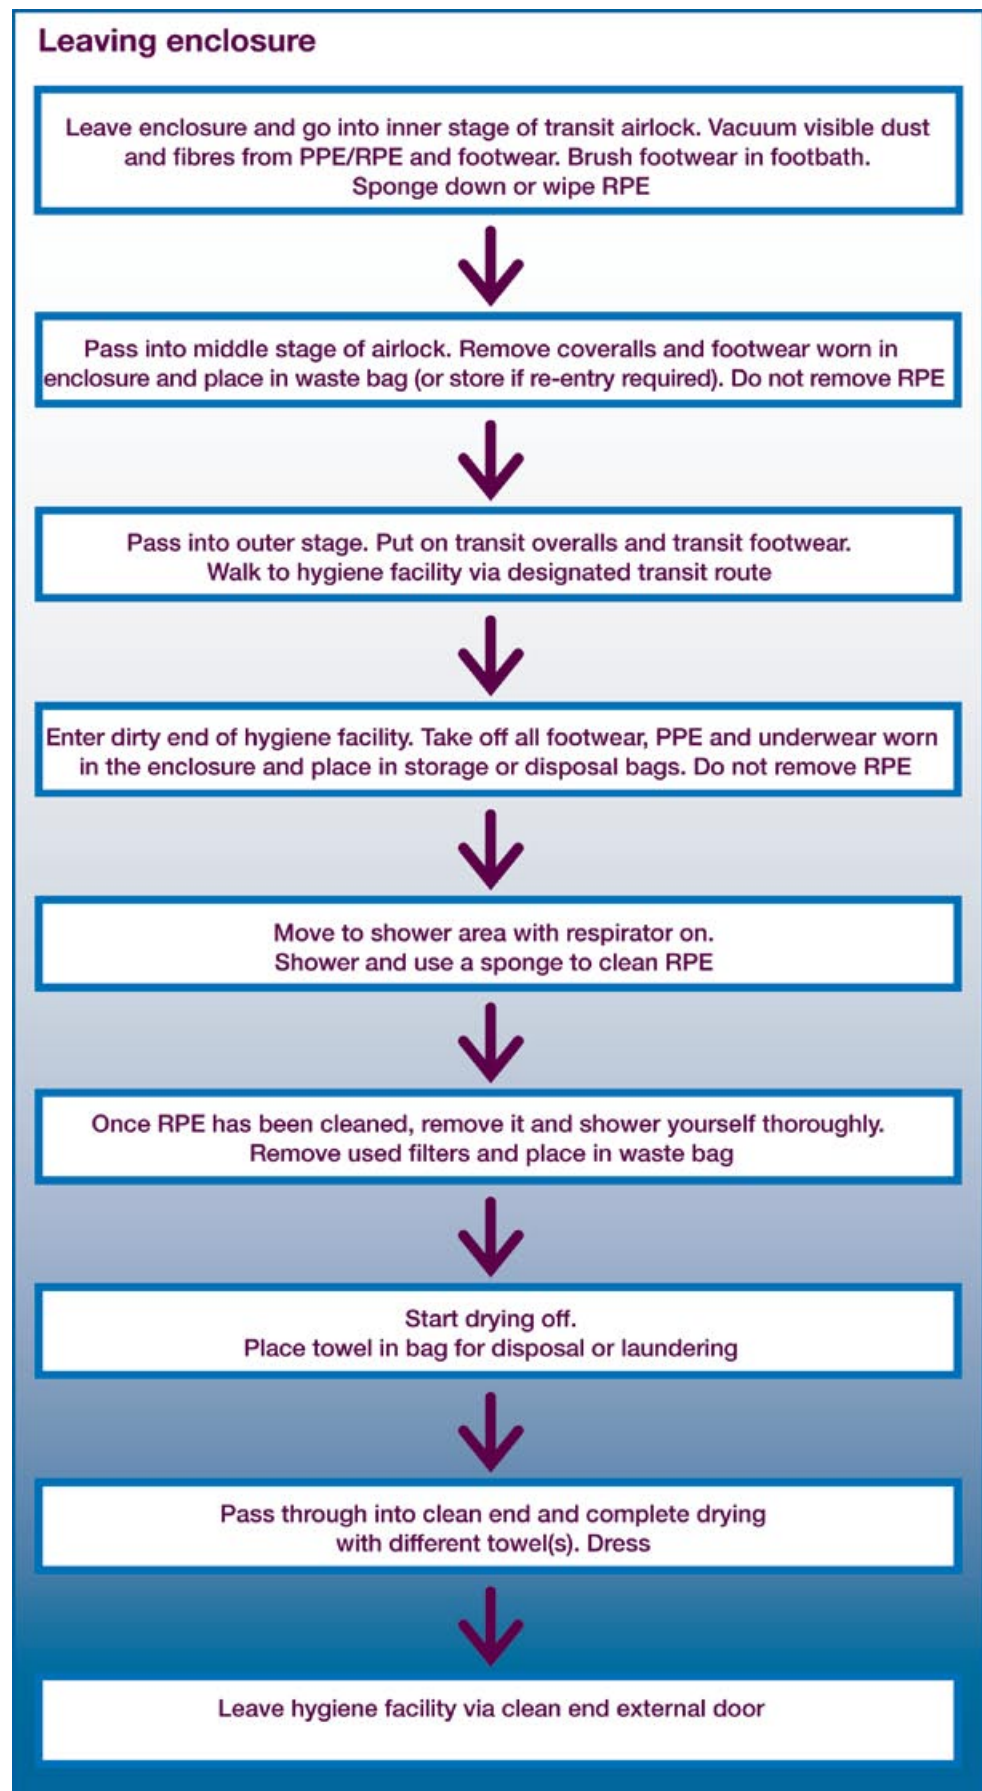 Leaving enclosure
Leave enclosure and go into inner stage of transit airlock. Vacuum visible dust
and fibres from PPE/RPE and footwear. Brush footwear in footbath.
Sponge down or wipe RPE
Pass into middle stage of airlock. Remove coveralls and footwear worn in
enclosure and place in waste bag (or store if re-entry required). Do not remove RPE
Pass into outer stage. Put on transit overalls and transit footwear.
Walk to hygiene facility via designated transit route
Enter dirty end of hygiene facility. Take off all footwear, PPE and underwear worn
in the enclosure and place in storage or disposal bags. Do not remove RPE
Move to shower area with respirator on.
Shower and use a sponge to clean RPE
Once RPE has been cleaned, remove it and shower yourself thoroughly.
Remove used filters and place in waste bag
Start drying off.
Place towel in bag for disposal or laundering
Pass through into clean end and complete drying
with different towel(s). Dress
Leave hygiene facility via clean end external door